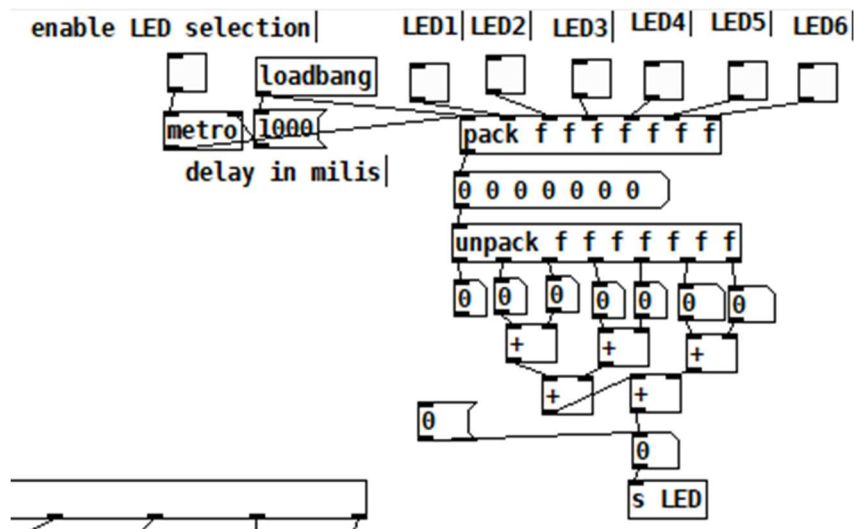 enable LED selection
LED1 LED2 LED3 LED4 LED5 LED6
loadbang
metro 1000
pack f f f f f f f
delay in milis
0 0 0 0 0 0 0
unpack f f f f f f f
0 0 0 0 0 0 0
+ + +
+ +
0
0
s LED